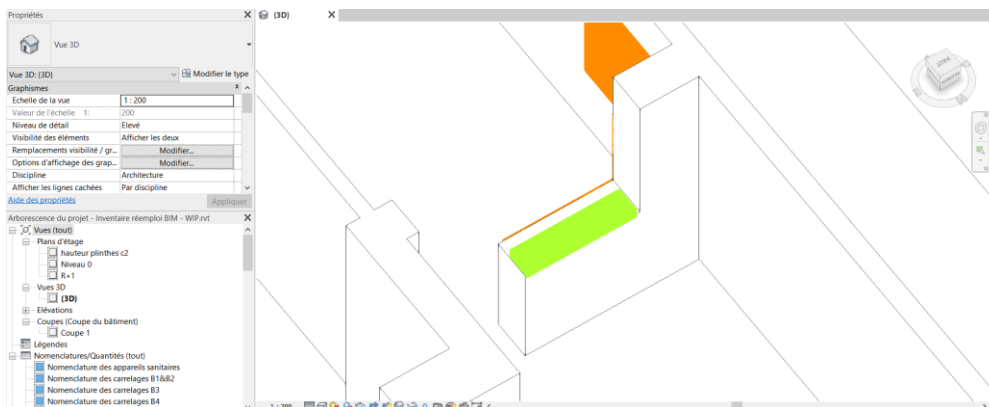 Propriétés
(3D)
Vue 3D
Vue 3D: (3D)
Modifier le type
Graphismes
Echelle de la vue
1 : 200
Valeur de l'échelle 1:
200
Niveau de détail
Elevé
Visibilité des éléments
Afficher les deux
Remplacements visibilité / gr...
Modifier...
Options d'affichage des grap...
Modifier...
Discipline
Architecture
Afficher les lignes cachées
Par discipline
Aide des propriétés
Appliquer
Arborescence du projet - Inventaire réemploi BIM - WIP.rvt
Vues (tout)
Plans d'étage
hauteur plinthes c2
Niveau 0
R+1
Vues 3D
(3D)
Elévations
Coupes (Coupe du bâtiment)
Coupe 1
Légendes
Nomenclatures/Quantités (tout)
Nomenclature des appareils sanitaires
Nomenclature des carrelages B1&B2
Nomenclature des carrelages B3
Nomenclature des carrelages B4
1 : 200